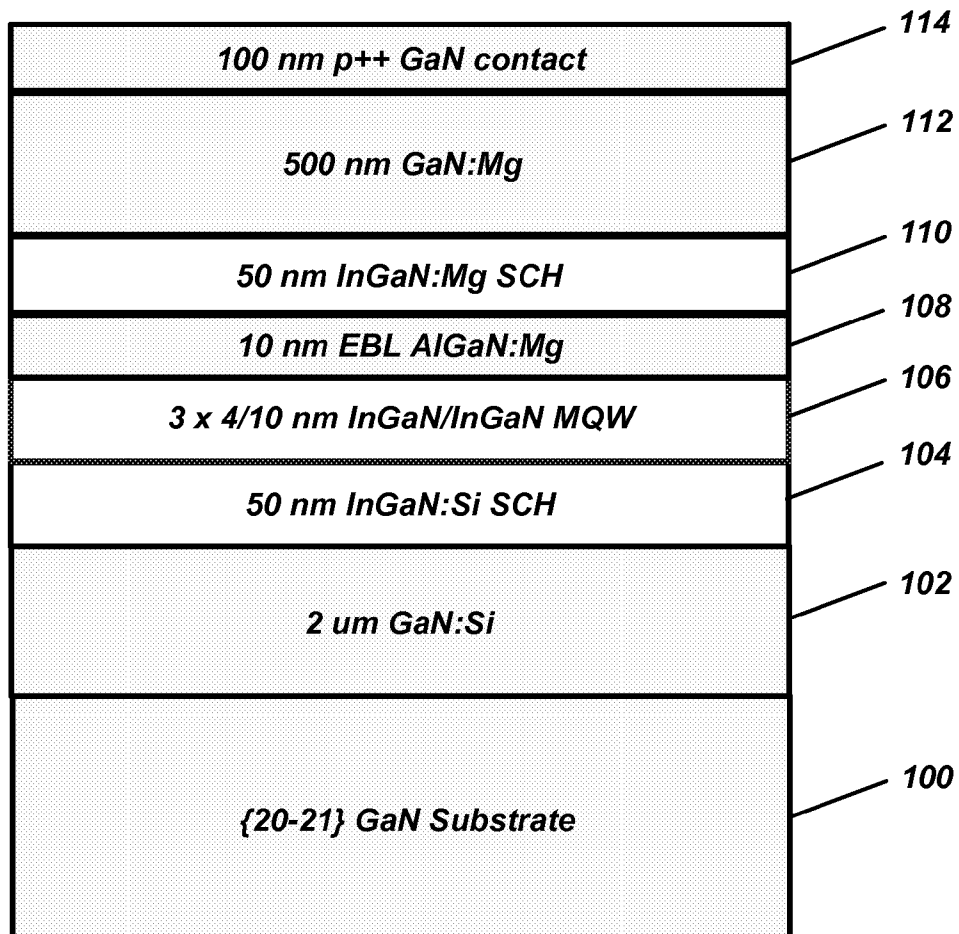 114
100 nm p++ GaN contact
112
500 nm GaN:Mg
110
50 nm InGaN:Mg SCH
108
10 nm EBL AlGaN:Mg
106
3 x 4/10 nm InGaN/InGaN MQW
104
50 nm InGaN:Si SCH
102
2 um GaN:Si
100
{20-21} GaN Substrate